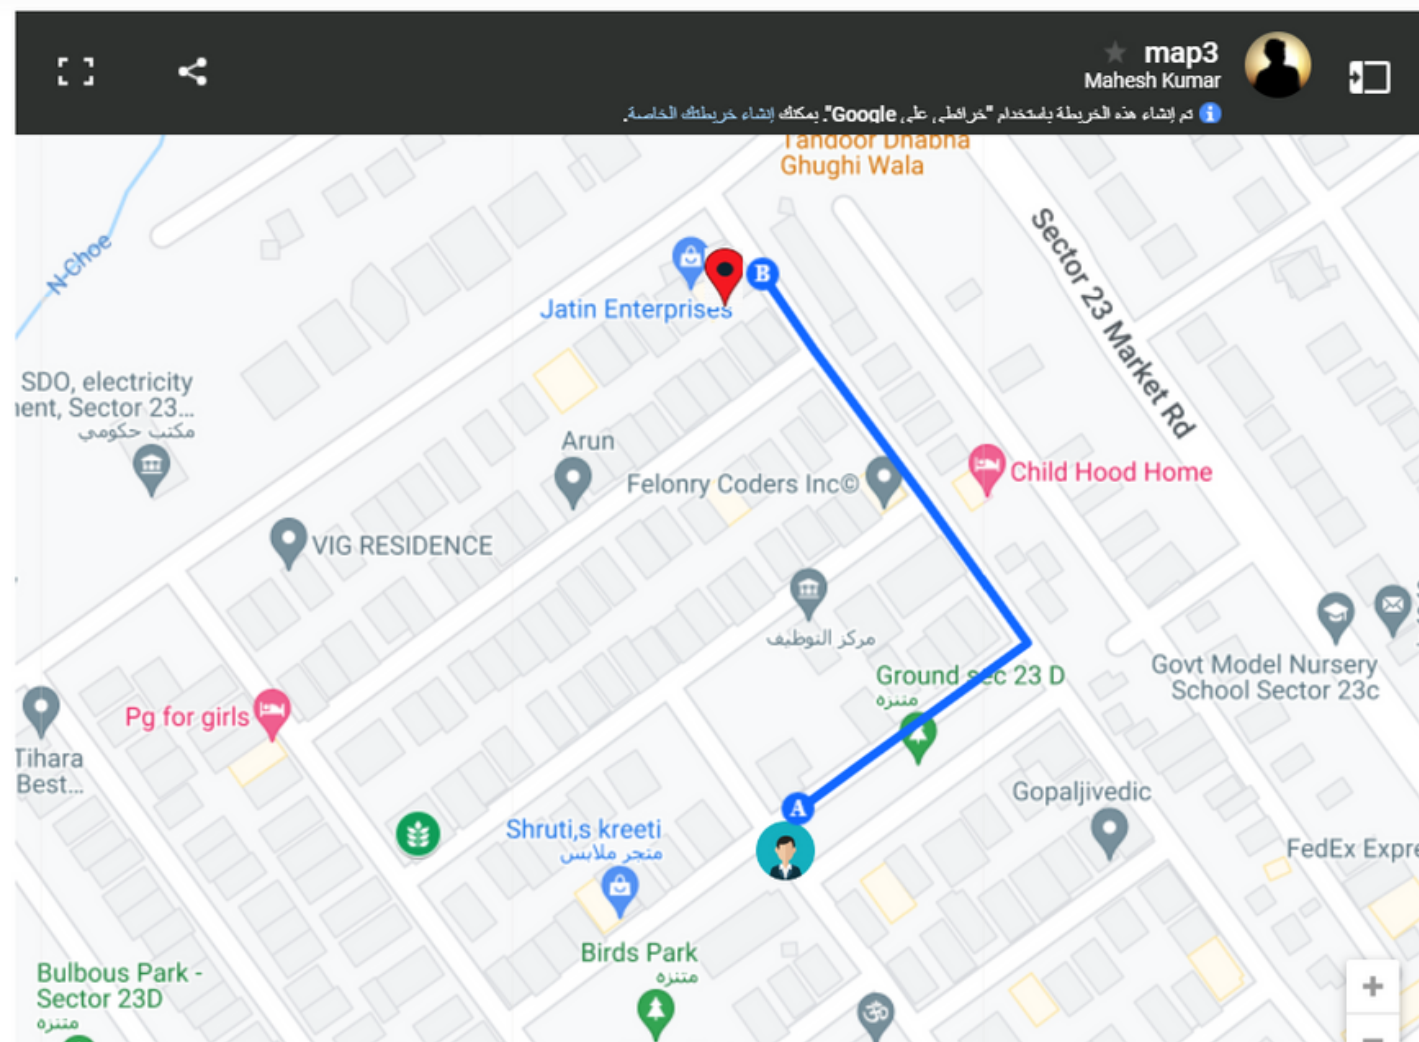 map3
Mahesh Kumar
تم إنشاء هذه الخريطة باستخدام "خرائطي على Google". يمكنك إنشاء خريطتك الخاصة.
Tandoor Dhabha
Ghughi Wala
N-Choe
Sector 23 Market Rd
B
Jatin Enterprises
SDO, electricity
ent, Sector 23...
مكتب حكومي
Arun
Felonry Coders Inc©
Child Hood Home
VIG RESIDENCE
مركز التوظيف
Ground sec 23 D
متنزه
Govt Model Nursery
School Sector 23c
Pg for girls
Tihara
Best...
A
Gopaljivedic
Shruti,s kreeti
متجر ملابس
FedEx Expre
Birds Park
متنزه
Bulbous Park -
Sector 23D
متنزه
ॐ
+